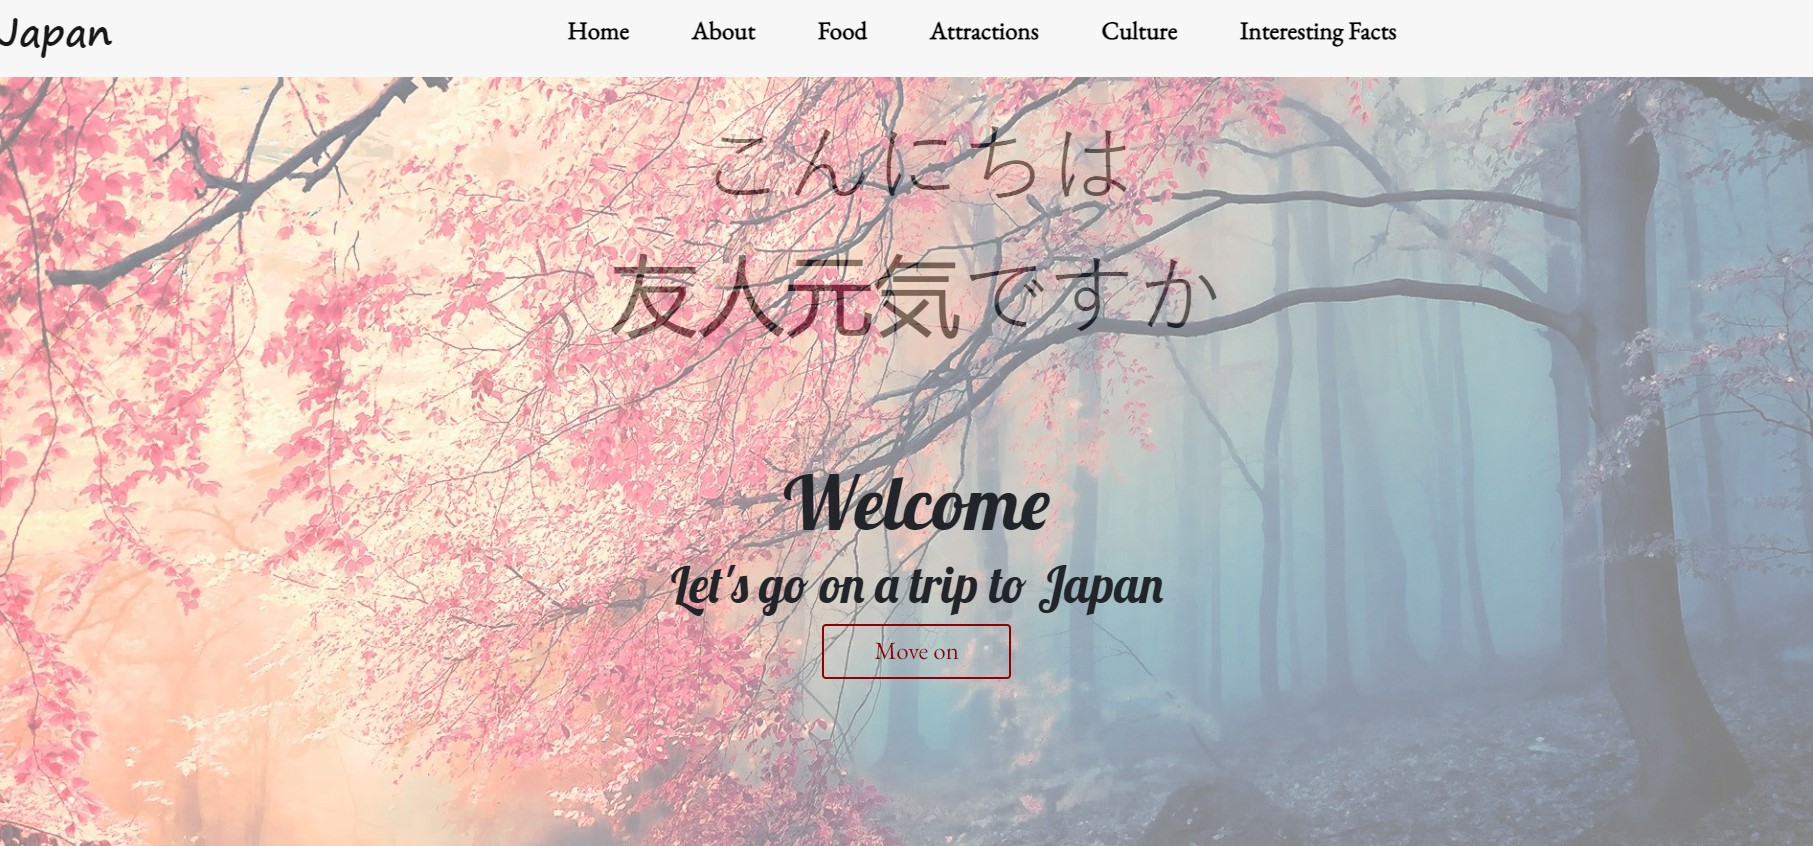 Japan
Home About Food Attractions Culture Interesting Facts
こんにちは
友人元気ですか
Welcome
Let's go on a trip to Japan
Move on